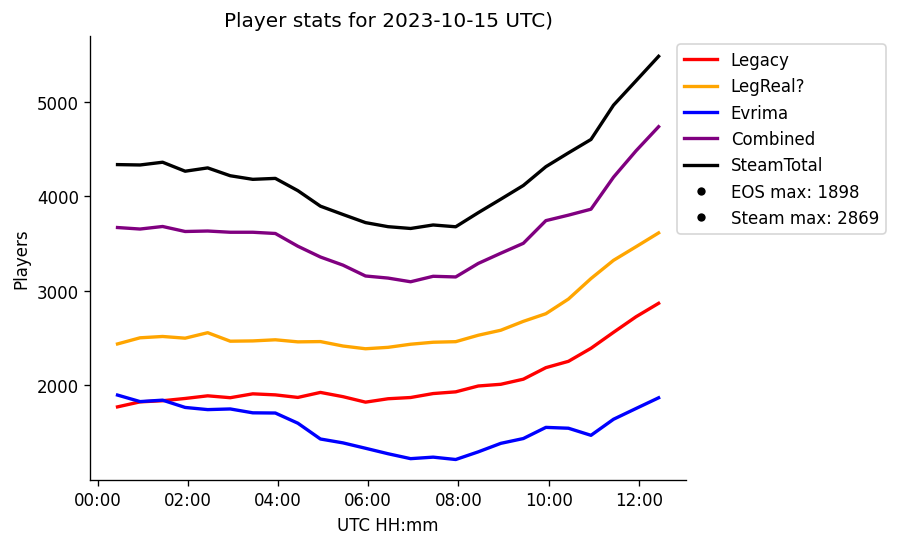 Player stats for 2023-10-15 UTC)
Legacy
LegReal?
Evrima
Combined
SteamTotal
EOS max: 1898
Steam max: 2869
Players
5000
4000
3000
2000
00:00 02:00 04:00 06:00 08:00 10:00 12:00
UTC HH:mm